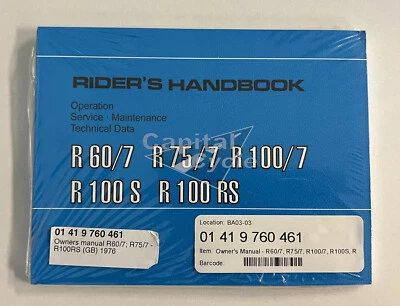 RIDER'S HANDBOOK
Operation
Service · Maintenance
Technical Data
Capital
Cycle
R 60/7 R 75/7 R 100/7
R 100 S R 100 RS
01 41 9 760 461
Owners manual R60/7; R75/7 -
R100RS (GB) 1976
Location: BA03-03
01 41 9 760 461
Item: Owner's Manual - R60/7, R75/7, R100/7, R100S, R
Barcode: